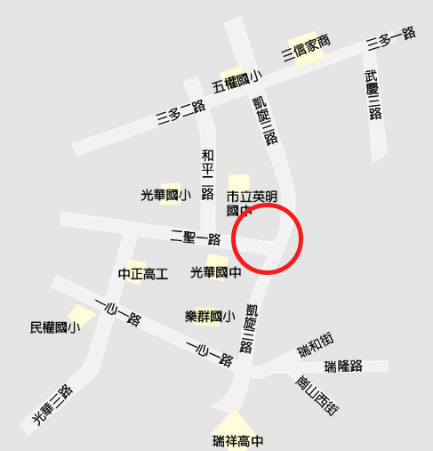 三多一路
三信家商
五權國小
武慶三路
三多二路
凱旋三路
和平二路
光華國小
市立英明
國中
二聖一路
中正高工
光華國中
一心一路
樂群國小
凱旋三路
民權國小
一心一路
瑞和街
瑞隆路
崗山西街
光華三路
瑞祥高中